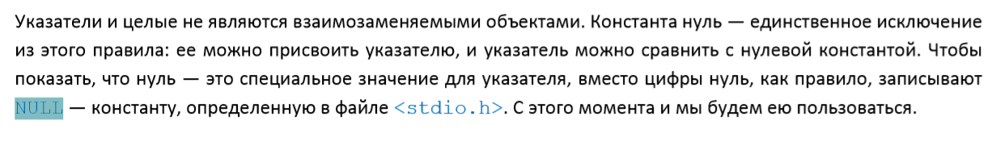 Указатели и целые не являются взаимозаменяемыми объектами. Константа нуль — единственное исключение
из этого правила: ее можно присвоить указателю, и указатель можно сравнить с нулевой константой. Чтобы
показать, что нуль — это специальное значение для указателя, вместо цифры нуль, как правило, записывают
NULL — константу, определенную в файле <stdio.h>. С этого момента и мы будем ею пользоваться.